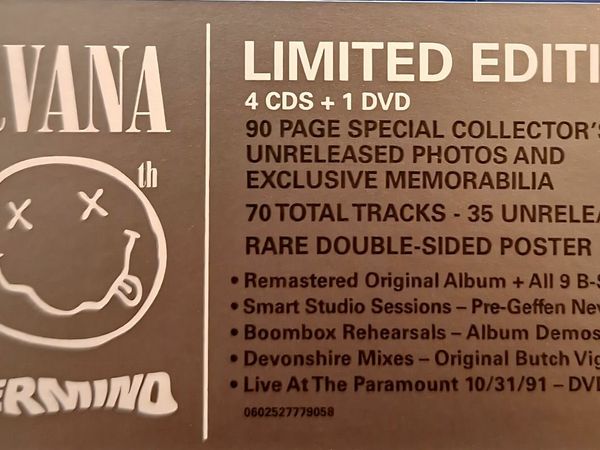 RVANA
th
ERMIND
LIMITED EDITI
4 CDS + 1 DVD
90 PAGE SPECIAL COLLECTOR'S
UNRELEASED PHOTOS AND
EXCLUSIVE MEMORABILIA
70 TOTAL TRACKS - 35 UNRELEA
RARE DOUBLE-SIDED POSTER
• Remastered Original Album + All 9 B-S
• Smart Studio Sessions – Pre-Geffen Nev
• Boombox Rehearsals – Album Demos
• Devonshire Mixes – Original Butch Vig
• Live At The Paramount 10/31/91 – DVD
0602527779058